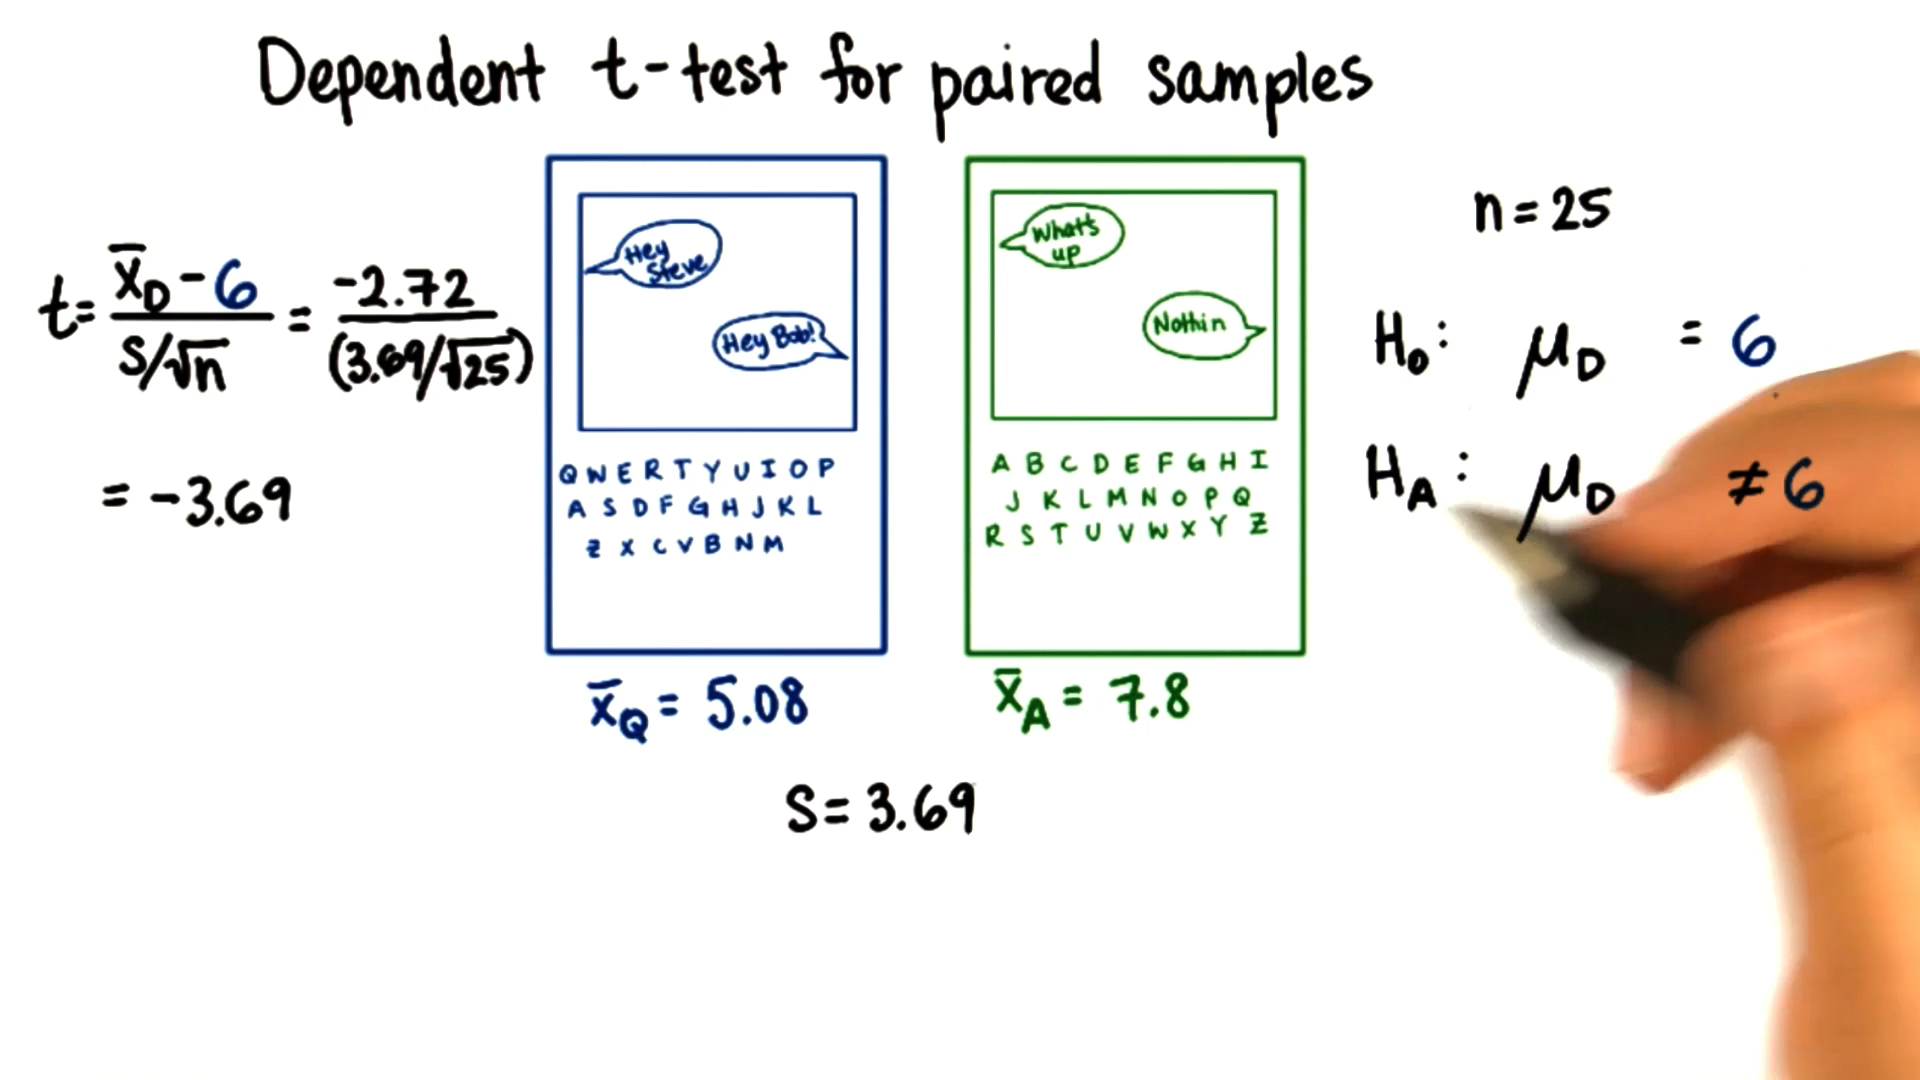 Dependent t-test for paired samples
t= x̄D - 6 / S/√n = -2.72 / (3.69/√25)
= -3.69
Hey
Steve
Hey Bob!
Q W E R T Y U I O P
A S D F G H J K L
Z X C V B N M
x̄Q = 5.08
What's
up
Nothin
A B C D E F G H I
J K L M N O P Q
R S T U V W X Y Z
x̄A = 7.8
S = 3.69
n = 25
H0: μD = 6
HA: μD ≠ 6